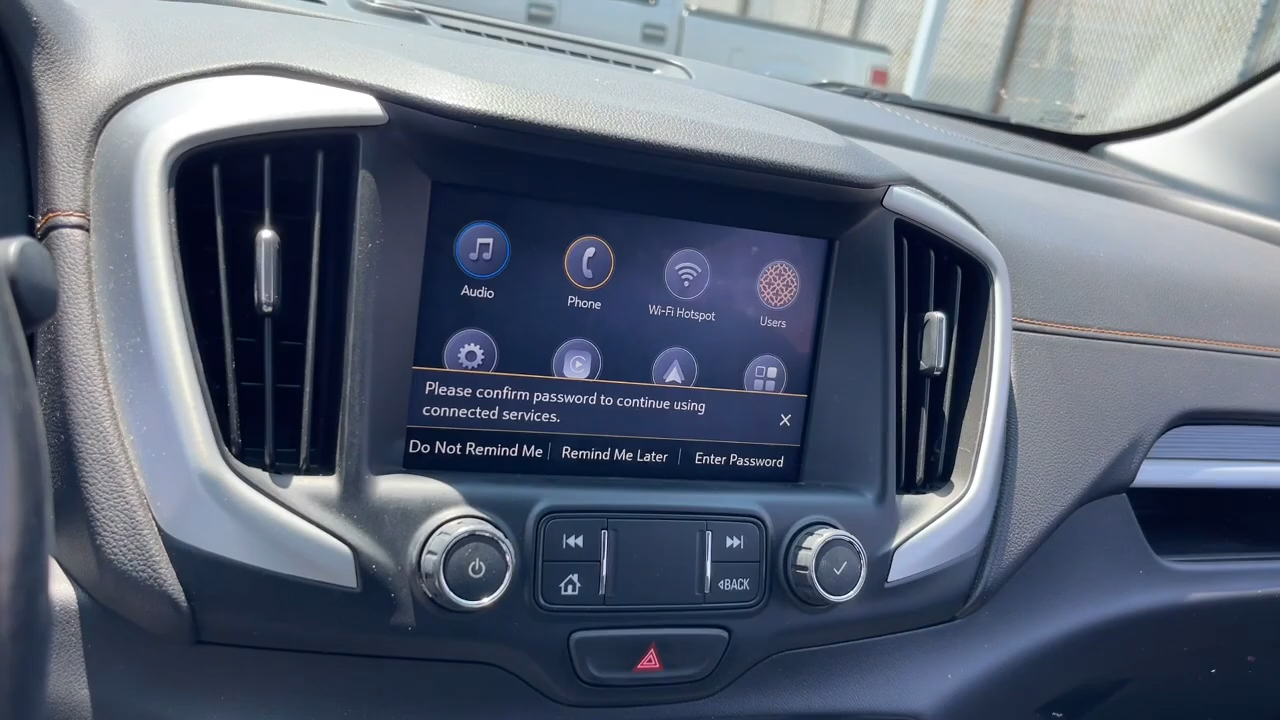 Audio
Phone
Wi-Fi Hotspot
Users
Please confirm password to continue using
connected services.
Do Not Remind Me
Remind Me Later
Enter Password
BACK